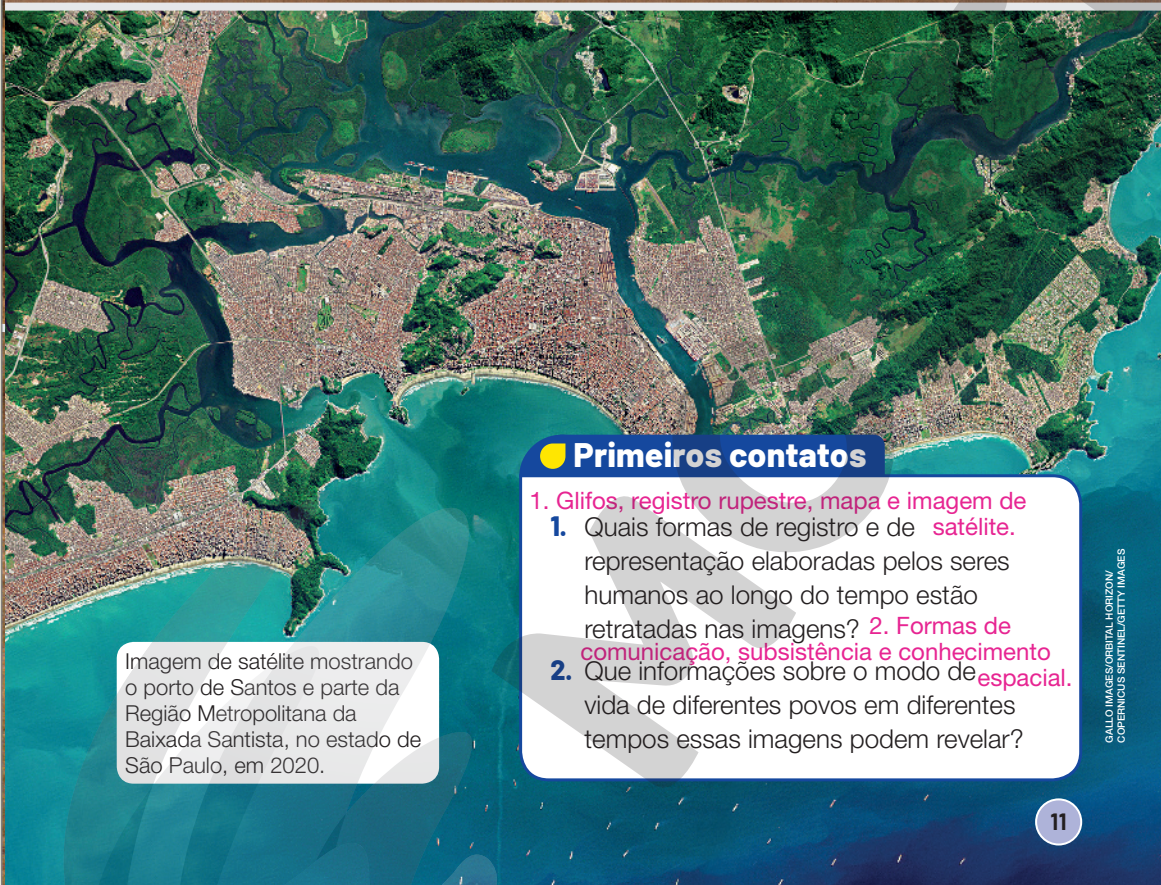 Primeiros contatos
1. Glifos, registro rupestre, mapa e imagem de
satélite.
1. Quais formas de registro e de
representação elaboradas pelos seres
humanos ao longo do tempo estão
retratadas nas imagens?
2. Formas de
comunicação, subsistência e conhecimento
espacial.
2. Que informações sobre o modo de
vida de diferentes povos em diferentes
tempos essas imagens podem revelar?
Imagem de satélite mostrando
o porto de Santos e parte da
Região Metropolitana da
Baixada Santista, no estado de
São Paulo, em 2020.
GALLO IMAGES/ORBITAL HORIZON/
COPERNICUS SENTINEL/GETTY IMAGES
11